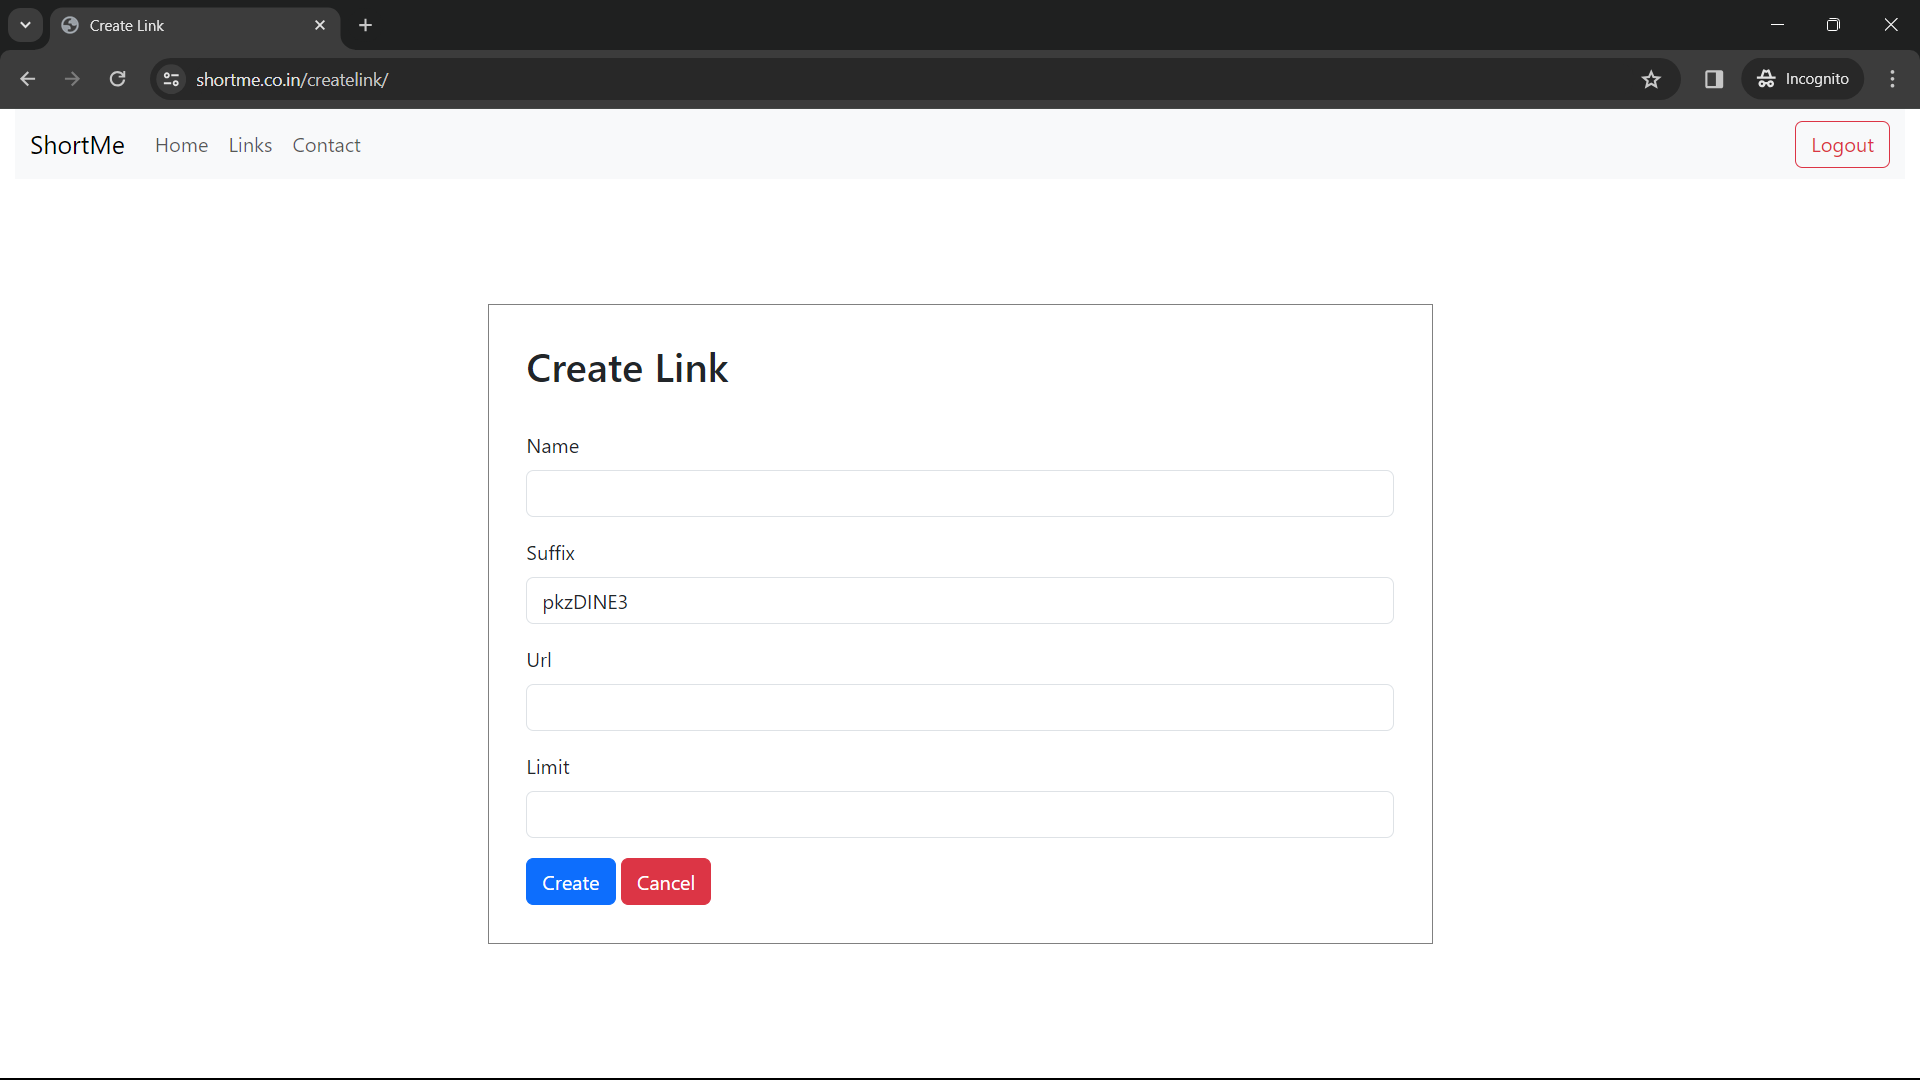 Create Link
shortme.co.in/createlink/
Incognito
ShortMe Home Links Contact Logout
Create Link
Name
Suffix
pkzDINE3
Url
Limit
Create Cancel